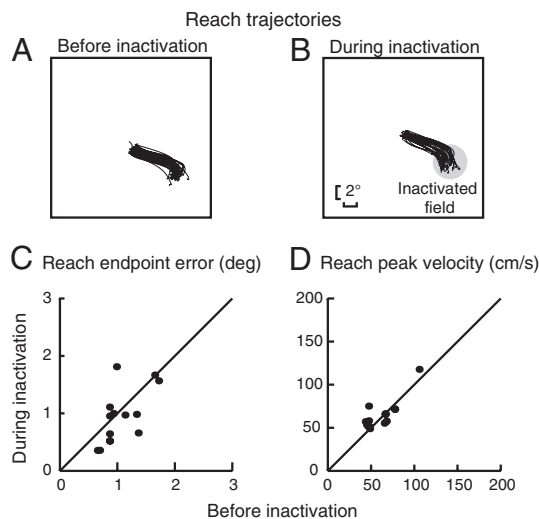 Reach trajectories
A Before inactivation
B During inactivation
2°
Inactivated
field
C Reach endpoint error (deg)
D Reach peak velocity (cm/s)
During inactivation
3
2
1
0
0 1 2 3
200
150
100
50
0
0 50 100 150 200
Before inactivation